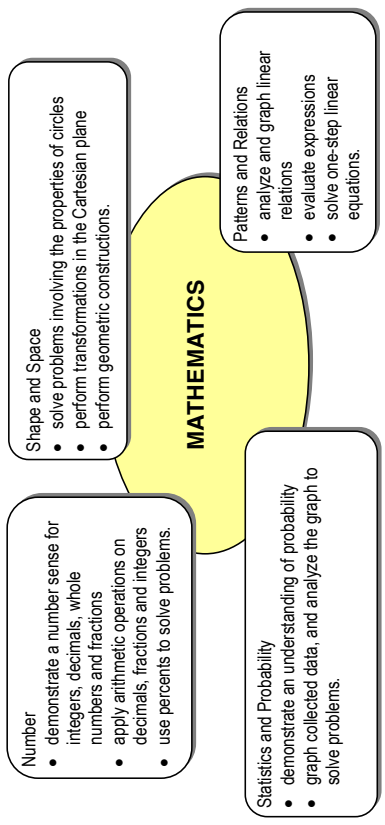 Number
• demonstrate a number sense for
integers, decimals, whole
numbers and fractions
• apply arithmetic operations on
decimals, fractions and integers
• use percents to solve problems.
Shape and Space
• solve problems involving the properties of circles
• perform transformations in the Cartesian plane
• perform geometric constructions.
MATHEMATICS
Statistics and Probability
• demonstrate an understanding of probability
• graph collected data, and analyze the graph to
solve problems.
Patterns and Relations
• analyze and graph linear
relations
• evaluate expressions
• solve one-step linear
equations.